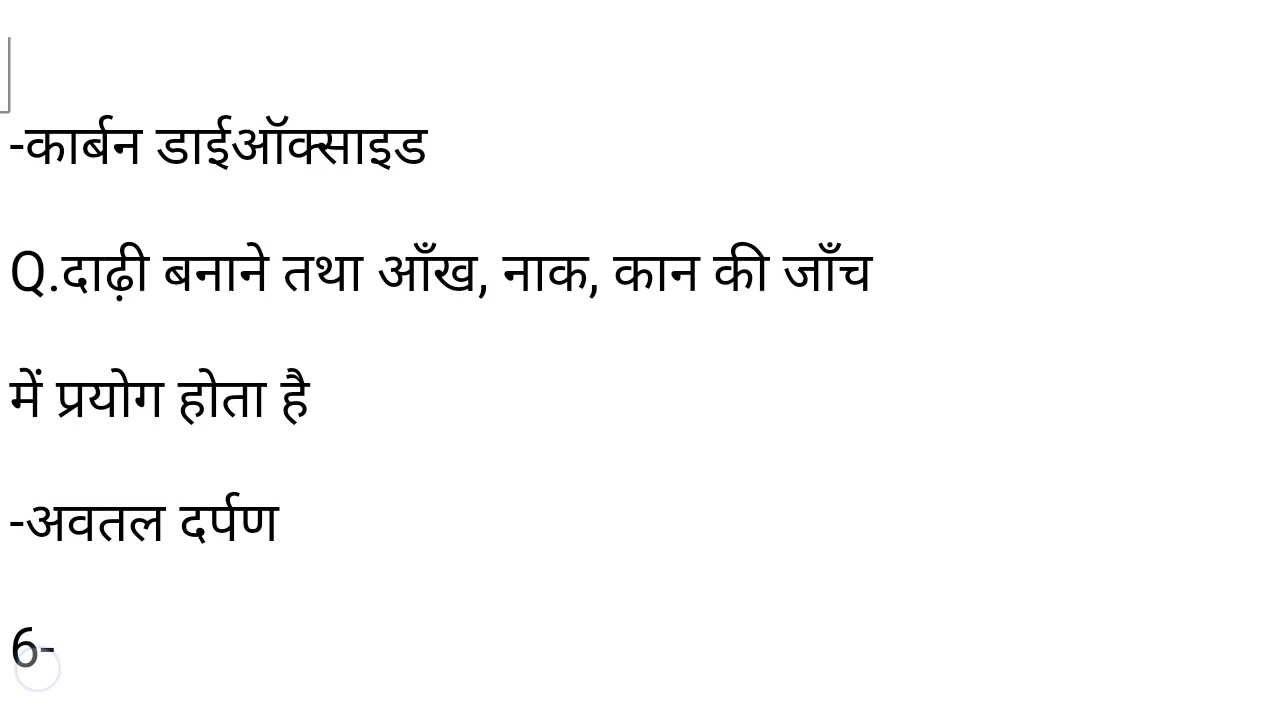 -कार्बन डाईऑक्साइड
Q.दाढ़ी बनाने तथा आँख, नाक, कान की जाँच
में प्रयोग होता है
-अवतल दर्पण
6-